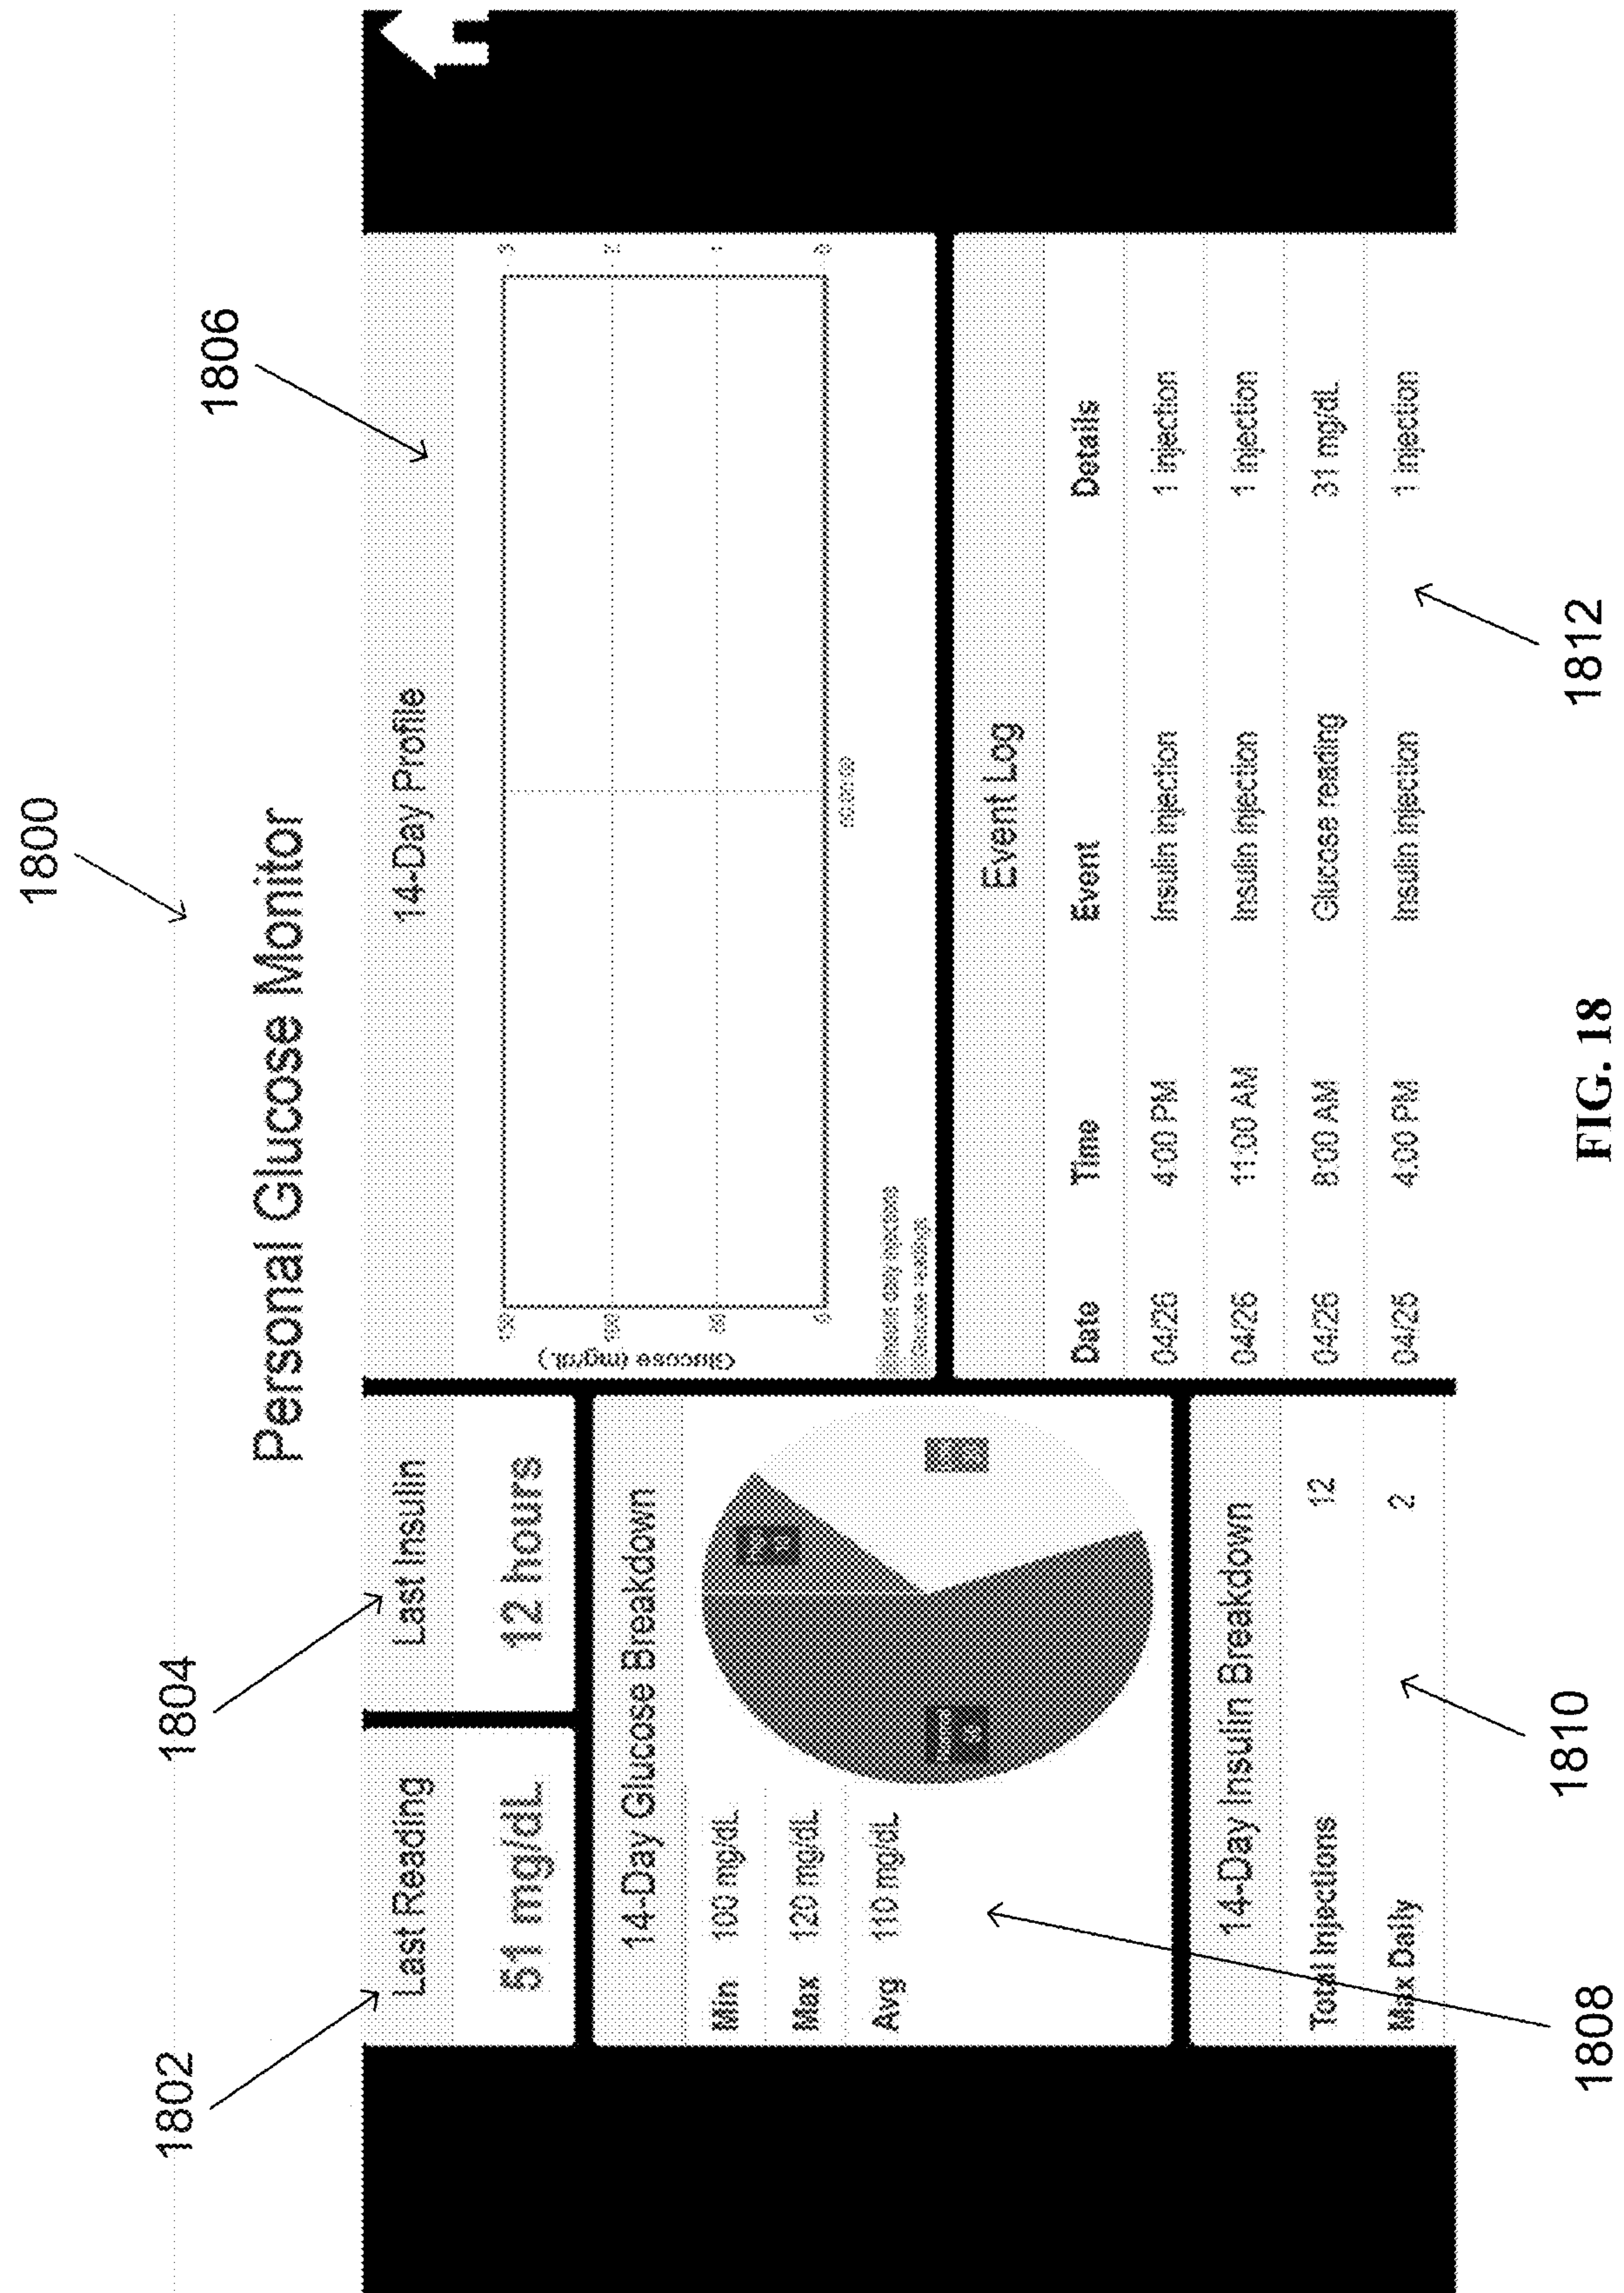 1800
Personal Glucose Monitor
1802
1804
1806
Last Reading
51 mg/dL
Last Insulin
12 hours
14-Day Profile
Glucose (mg/dL)
14-Day Glucose Breakdown
Min 100 mg/dL
Max 120 mg/dL
Avg 110 mg/dL
14-Day Insulin Breakdown
Total Injections 12
Max Daily 2
Event Log
Date Time Event Details
04/26 4:00 PM Insulin injection 1 injection
04/26 11:00 AM Insulin injection 1 injection
04/26 8:00 AM Glucose reading 31 mg/dL
04/25 4:00 PM Insulin injection 1 injection
1808
1810
1812
FIG. 18